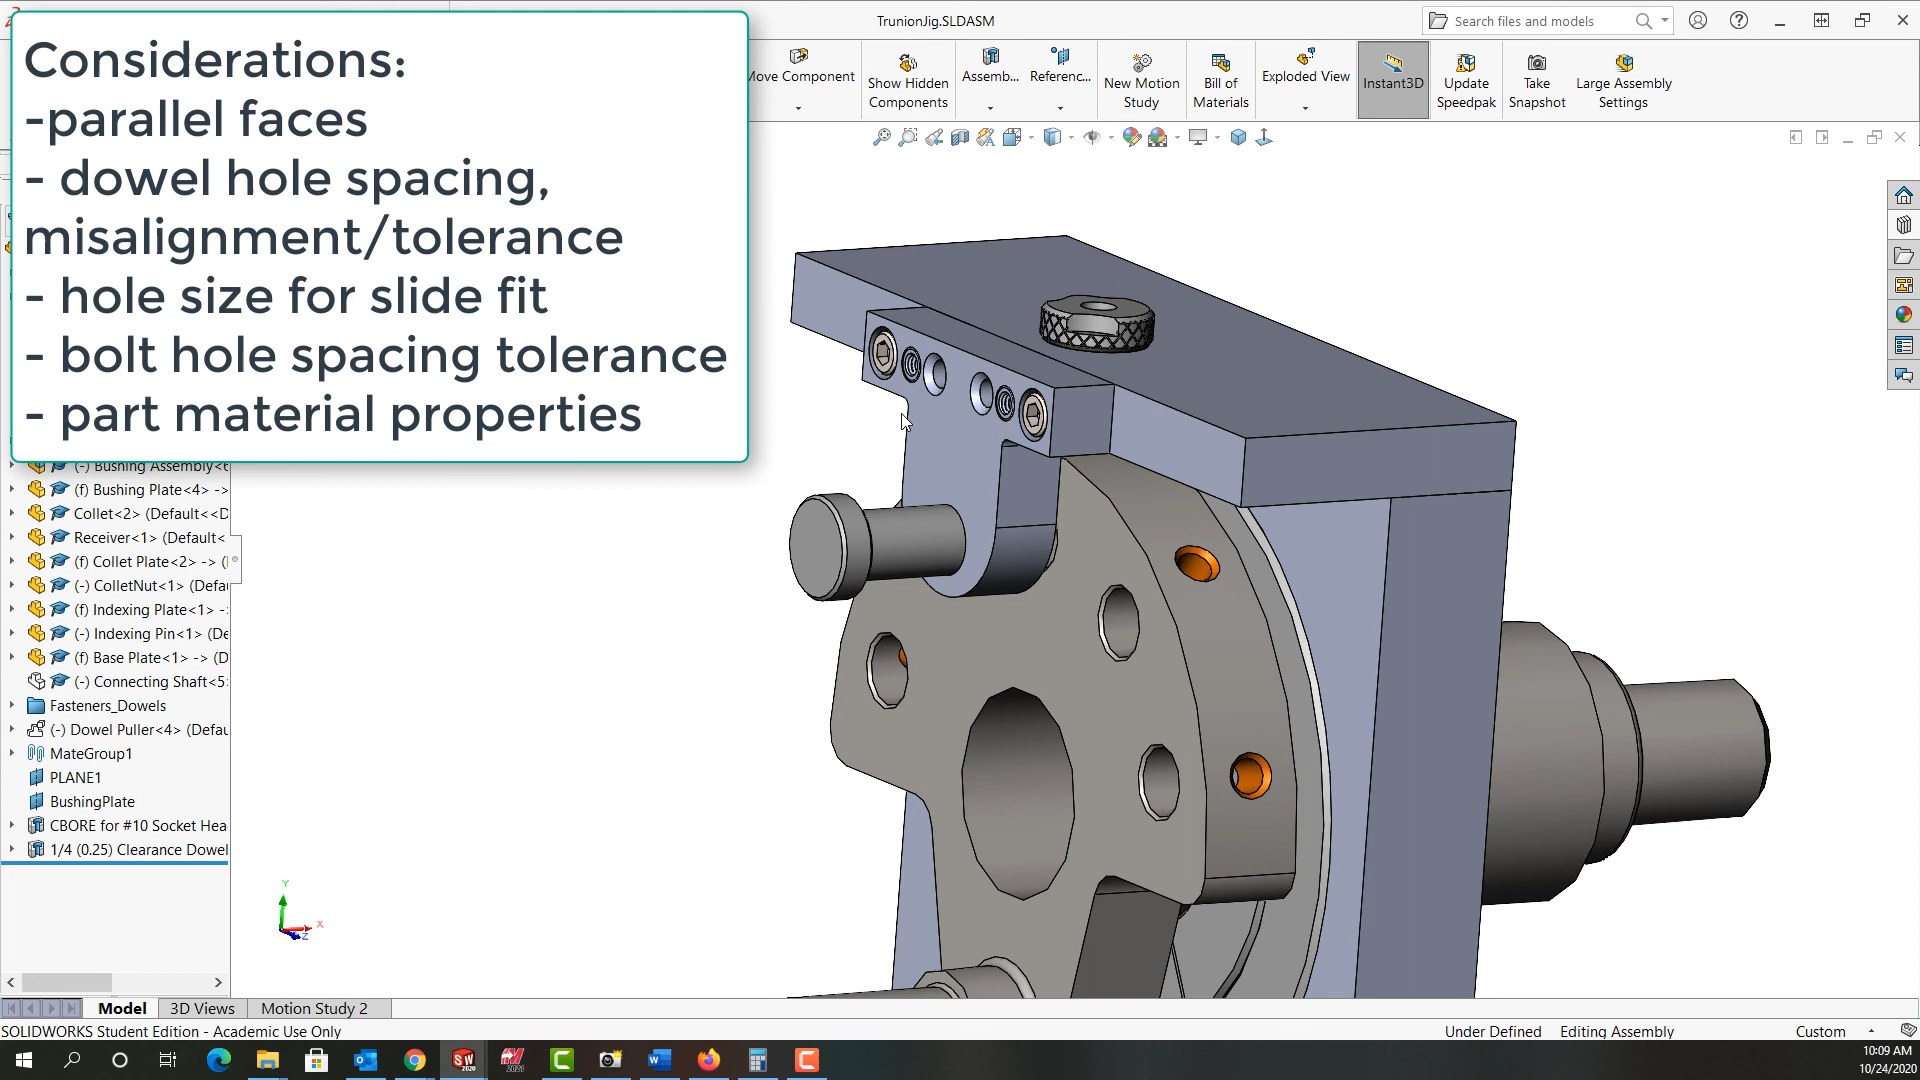 TrunionJig.SLDASM
Search files and models
Considerations:
-parallel faces
- dowel hole spacing,
misalignment/tolerance
- hole size for slide fit
- bolt hole spacing tolerance
- part material properties
Move Component
Show Hidden
Components
Assemb...
Referenc...
New Motion
Study
Bill of
Materials
Exploded View
Instant3D
Update
Speedpak
Take
Snapshot
Large Assembly
Settings
(-) Bushing Assembly<6
(f) Bushing Plate<4> ->
Collet<2> (Default<<D
Receiver<1> (Default<
(f) Collet Plate<2> -> (
(-) ColletNut<1> (Defau
(f) Indexing Plate<1> -
(-) Indexing Pin<1> (De
(f) Base Plate<1> -> (D
(-) Connecting Shaft<5
Fasteners_Dowels
(-) Dowel Puller<4> (Defau
MateGroup1
PLANE1
BushingPlate
CBORE for #10 Socket Hea
1/4 (0.25) Clearance Dowel
Y
X
Z
Model
3D Views
Motion Study 2
SOLIDWORKS Student Edition - Academic Use Only
Under Defined
Editing Assembly
Custom
10:09 AM
10/24/2020